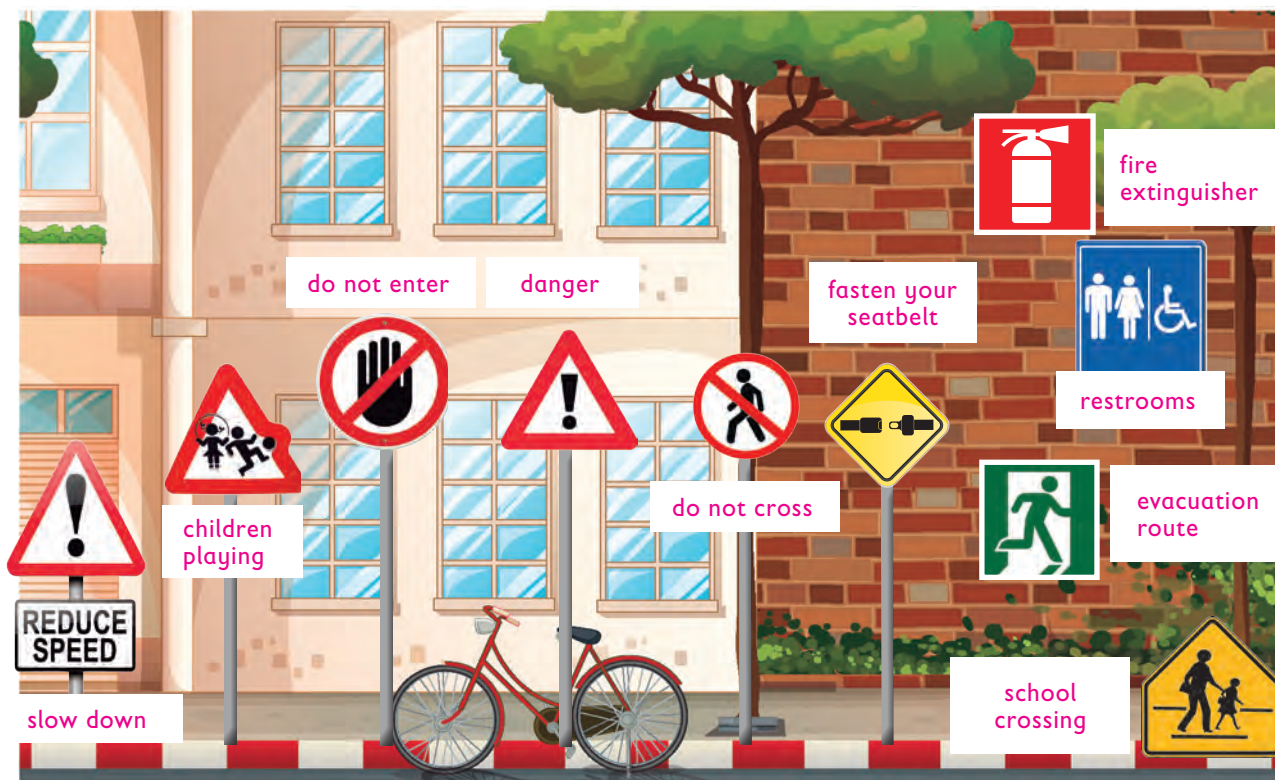 fire
extinguisher
do not enter
danger
fasten your
seatbelt
restrooms
do not cross
evacuation
route
children
playing
REDUCE
SPEED
slow down
school
crossing